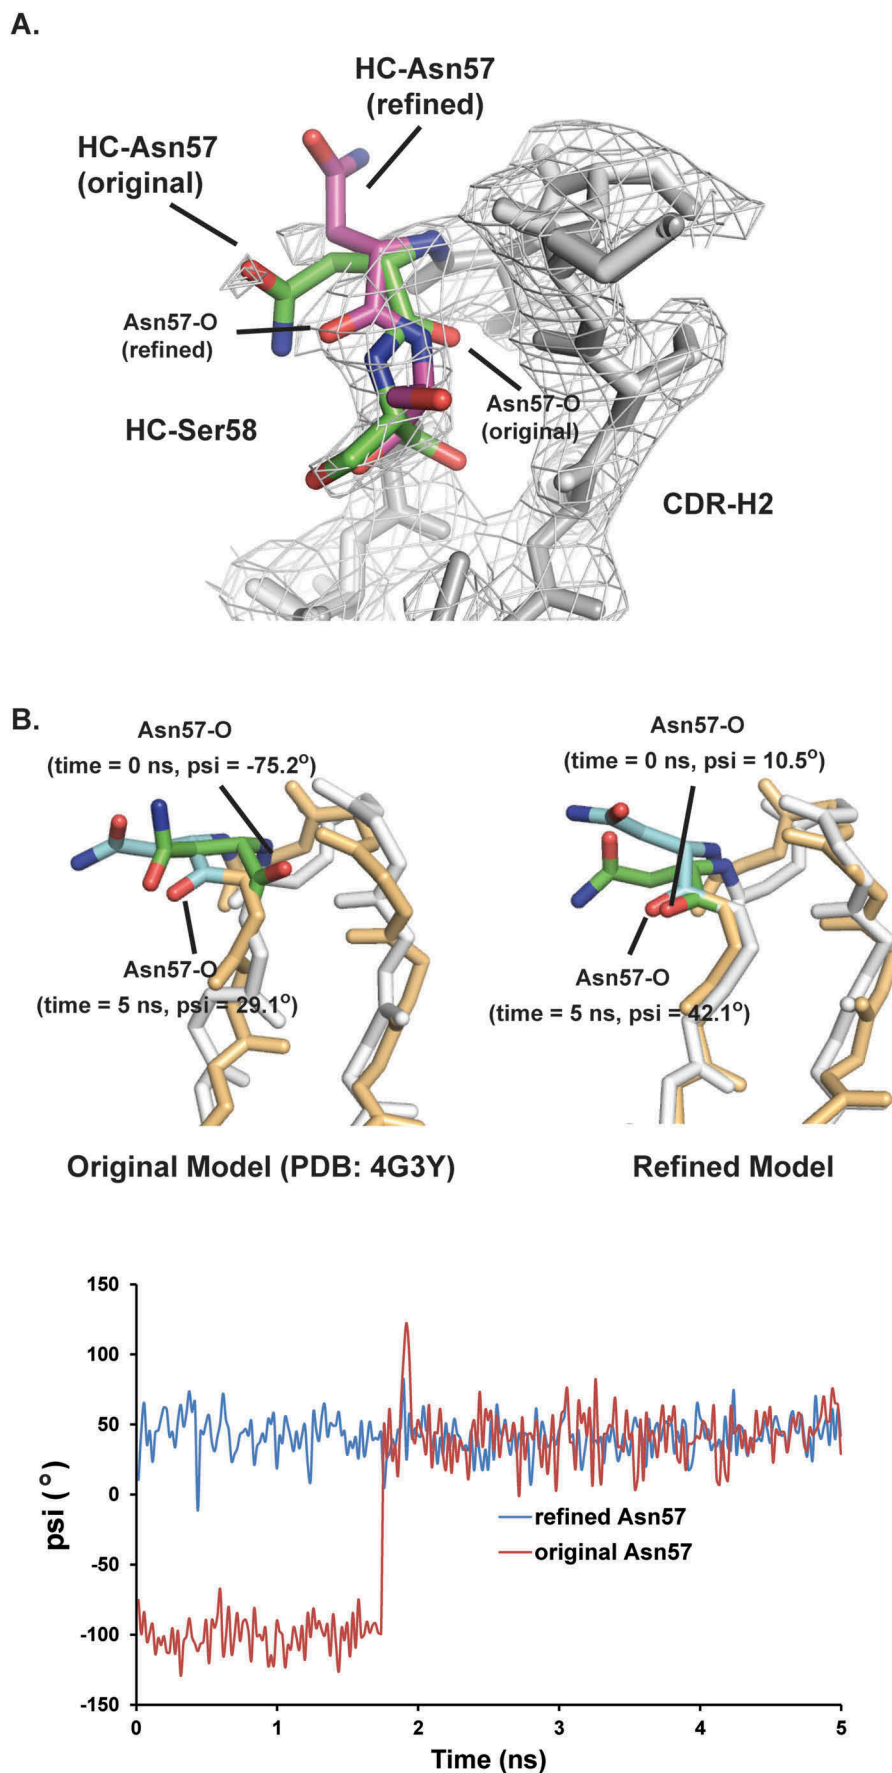 A.
HC-Asn57
(refined)
HC-Asn57
(original)
Asn57-O
(refined)
Asn57-O
(original)
HC-Ser58
CDR-H2
B.
Asn57-O
(time = 0 ns, psi = -75.2°)
Asn57-O
(time = 5 ns, psi = 29.1°)
Asn57-O
(time = 0 ns, psi = 10.5°)
Asn57-O
(time = 5 ns, psi = 42.1°)
Original Model (PDB: 4G3Y)
Refined Model
150
100
50
0
-50
-100
-150
psi (°)
refined Asn57
original Asn57
0 1 2 3 4 5
Time (ns)